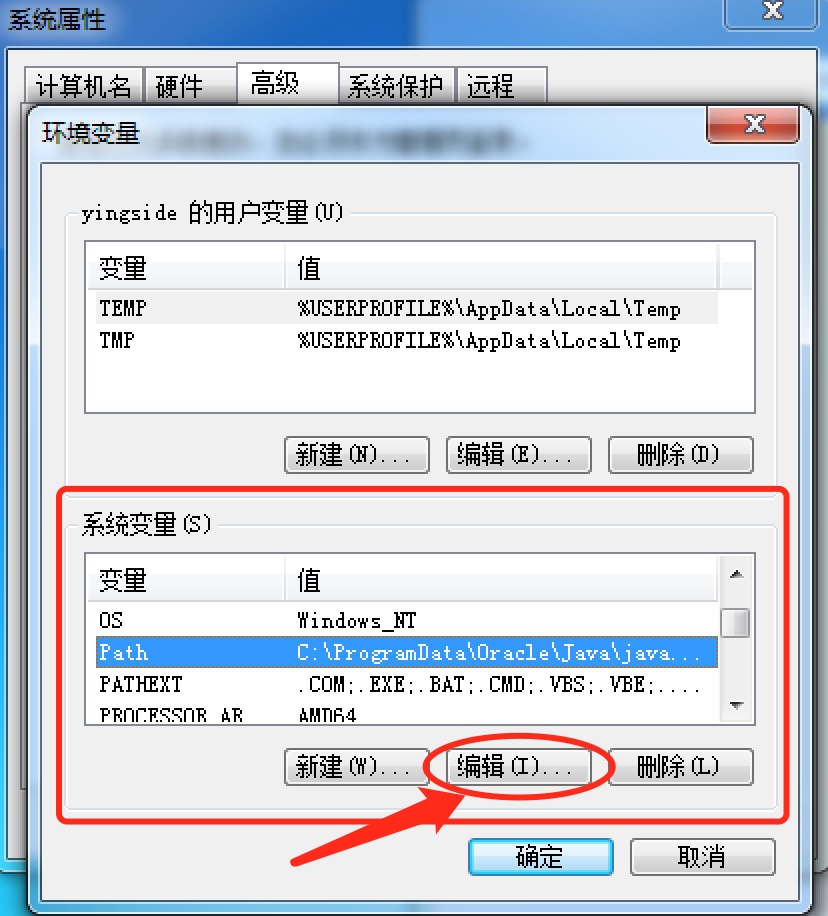 系统属性
计算机名 硬件 高级 系统保护 远程
环境变量
yingside 的用户变量(U)
变量 值
TEMP %USERPROFILE%\AppData\Local\Temp
TMP %USERPROFILE%\AppData\Local\Temp
新建(N)... 编辑(E)... 删除(D)
系统变量(S)
变量 值
OS Windows_NT
Path C:\ProgramData\Oracle\Java\java...
PATHEXT .COM;.EXE;.BAT;.CMD;.VBS;.VBE;....
PROCESSOR_AR AMD64
新建(W)... 编辑(I)... 删除(L)
确定 取消